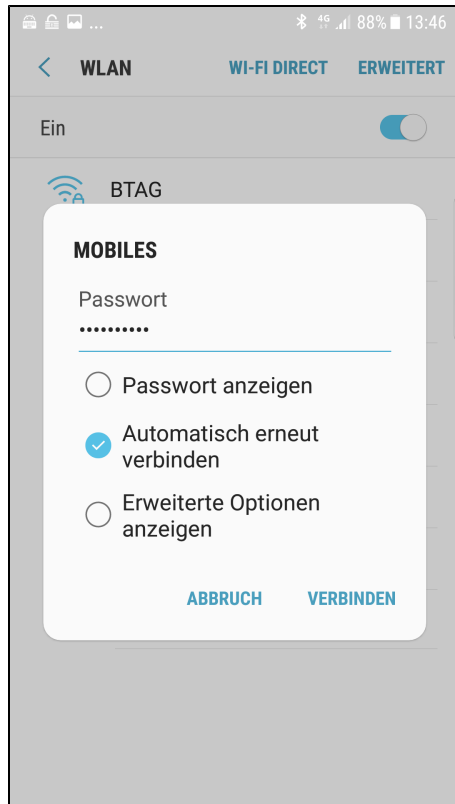 ... 4G 88% 13:46
WLAN WI-FI DIRECT ERWEITERT
Ein
BTAG
MOBILES
Passwort
••••••••••
Passwort anzeigen
Automatisch erneut
verbinden
Erweiterte Optionen
anzeigen
ABBRUCH VERBINDEN